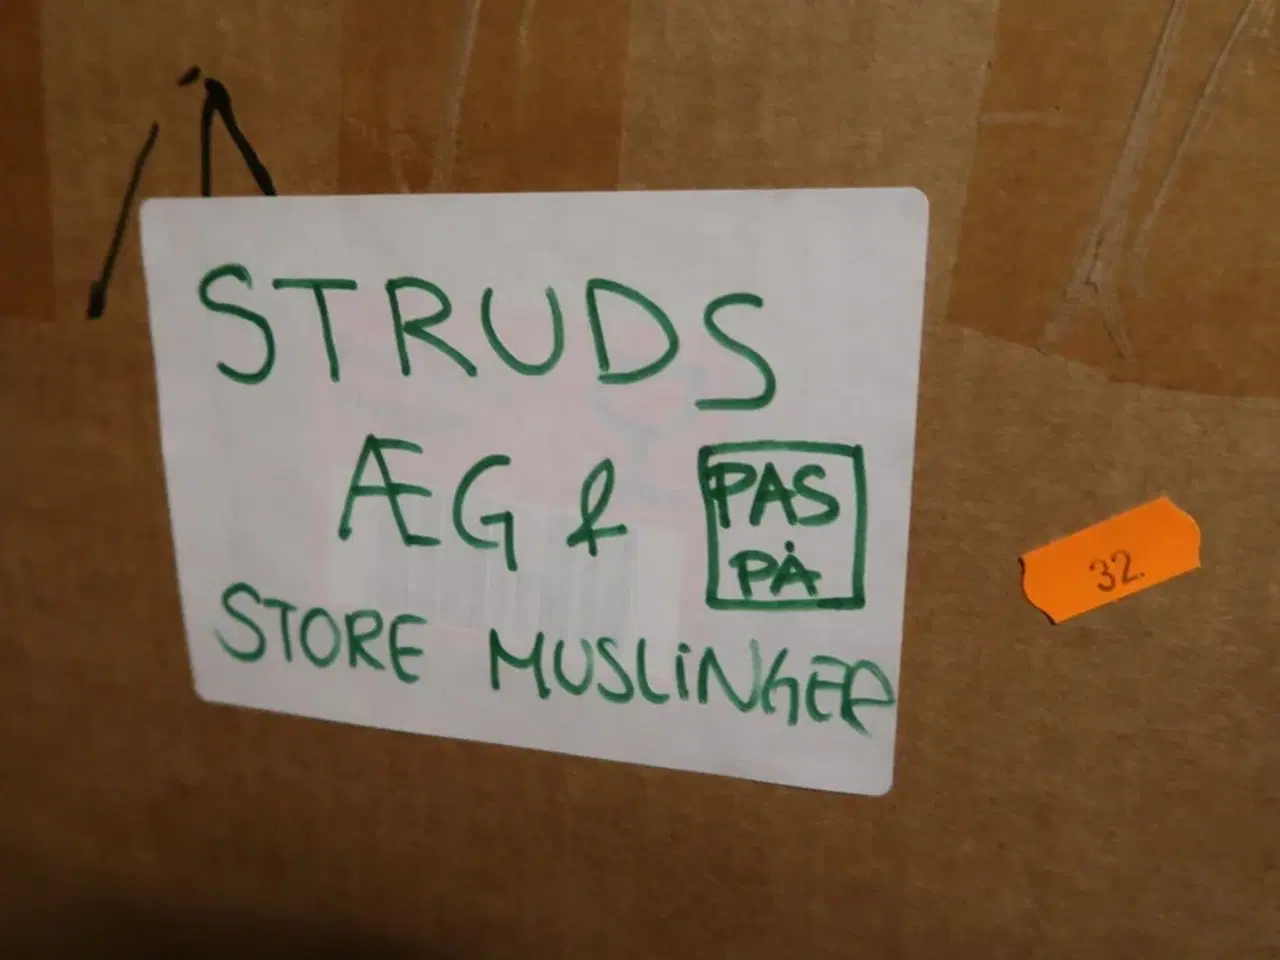 STRUDS
ÆG &
PAS
PÅ
STORE MUSLiNGER
32.